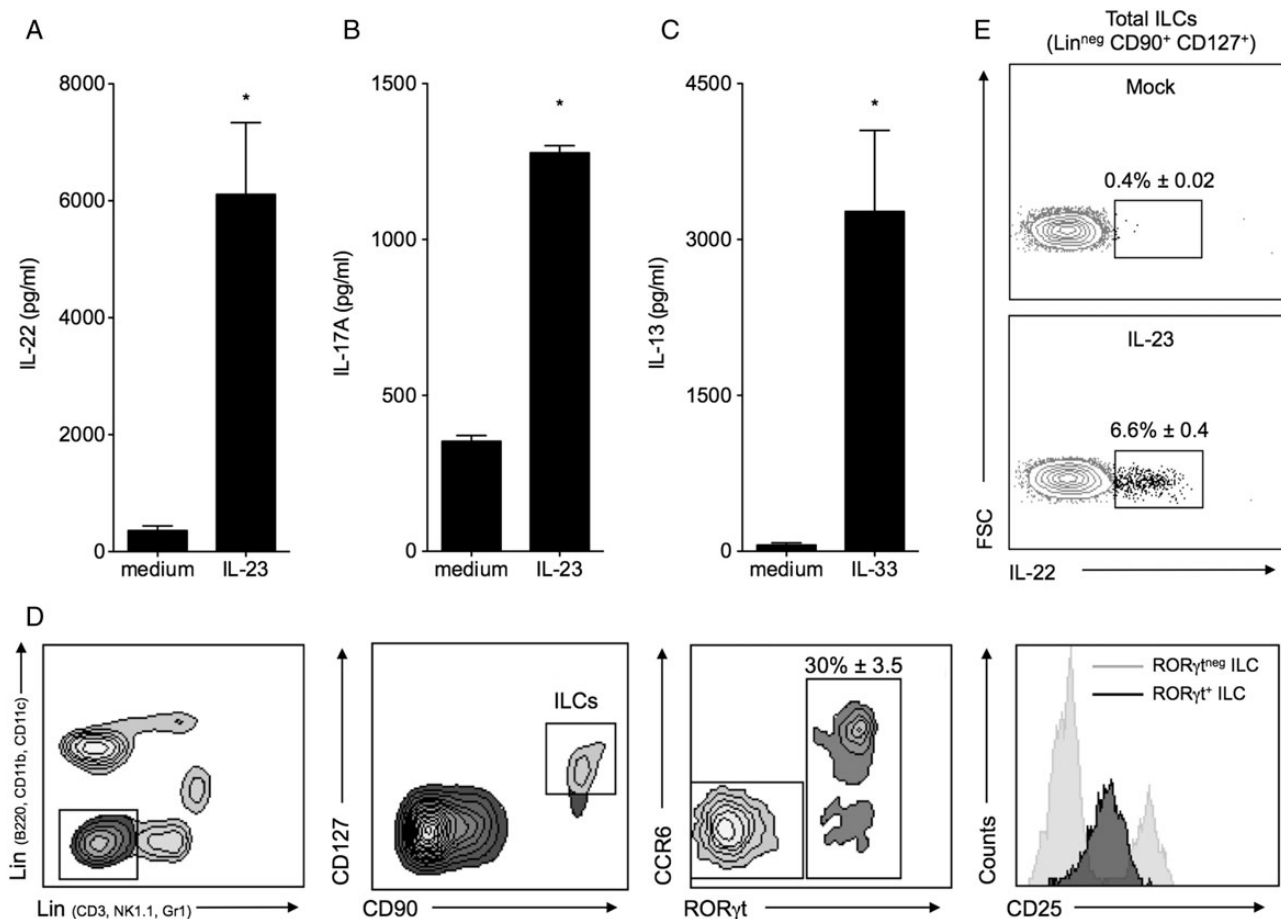 A
B
C
E
Total ILCs
(Lin^neg CD90⁺ CD127⁺)
8000
6000
4000
2000
0
IL-22 (pg/ml)
*
medium
IL-23
1500
1000
500
0
IL-17A (pg/ml)
*
medium
IL-23
4500
3000
1500
0
IL-13 (pg/ml)
*
medium
IL-33
Mock
0.4% ± 0.02
IL-23
6.6% ± 0.4
FSC
IL-22
D
Lin (B220, CD11b, CD11c)
Lin (CD3, NK1.1, Gr1)
CD127
ILCs
CD90
CCR6
30% ± 3.5
RORγt
Counts
RORγt^neg ILC
RORγt⁺ ILC
CD25